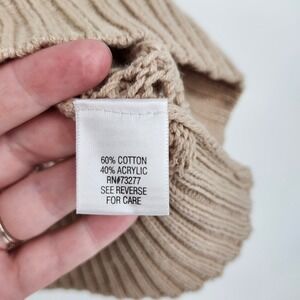 60% COTTON
40% ACRYLIC
RN#73277
SEE REVERSE
FOR CARE